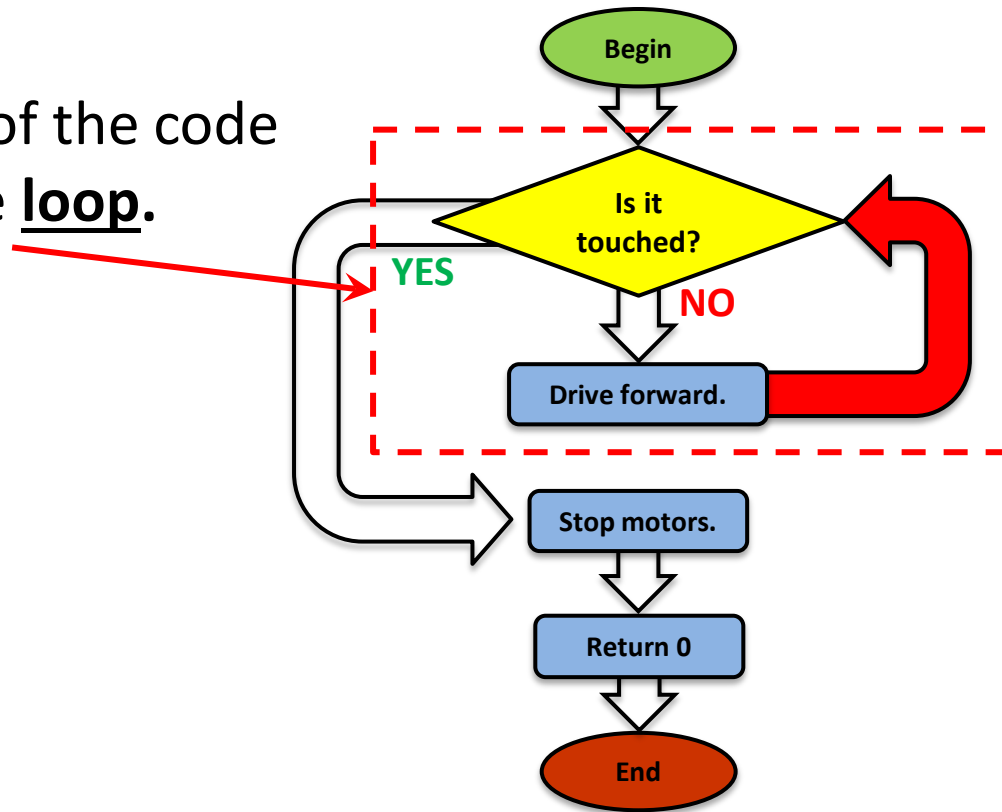 Begin
of the code
loop.
Is it
touched?
YES
NO
Drive forward.
Stop motors.
Return 0
End